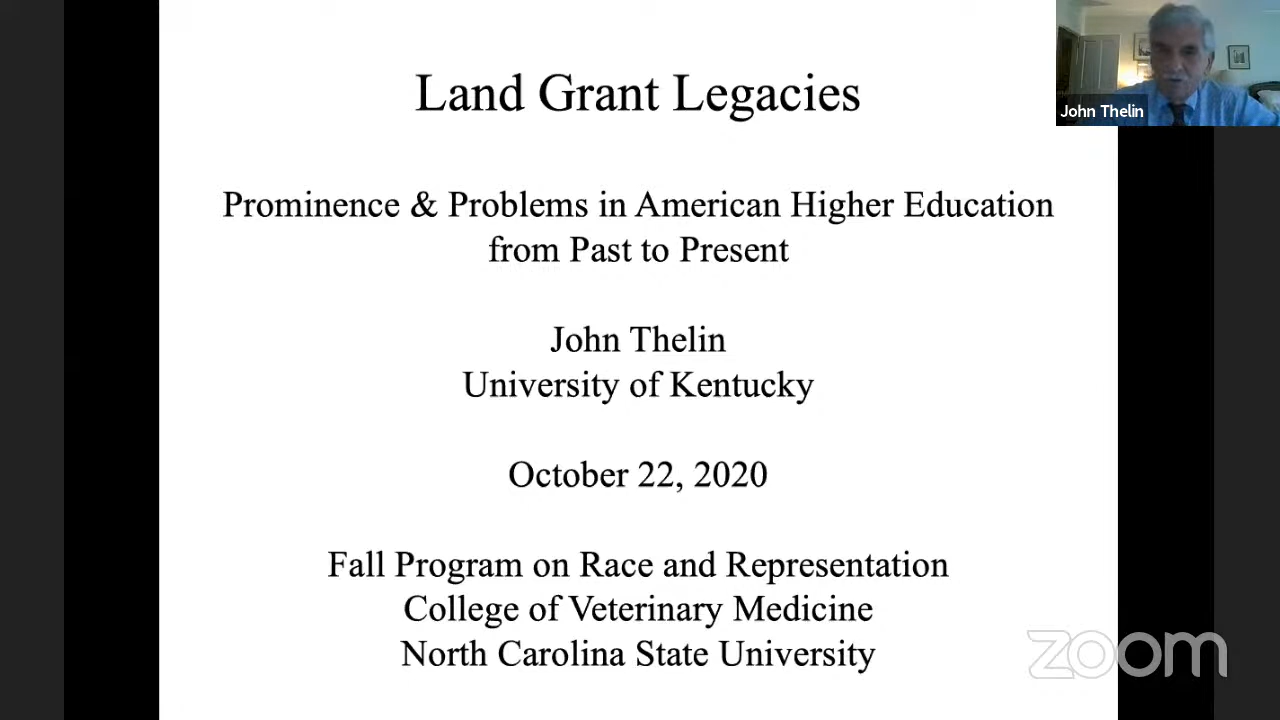 Land Grant Legacies
John Thelin
Prominence & Problems in American Higher Education
from Past to Present
John Thelin
University of Kentucky
October 22, 2020
Fall Program on Race and Representation
College of Veterinary Medicine
North Carolina State University
zoom